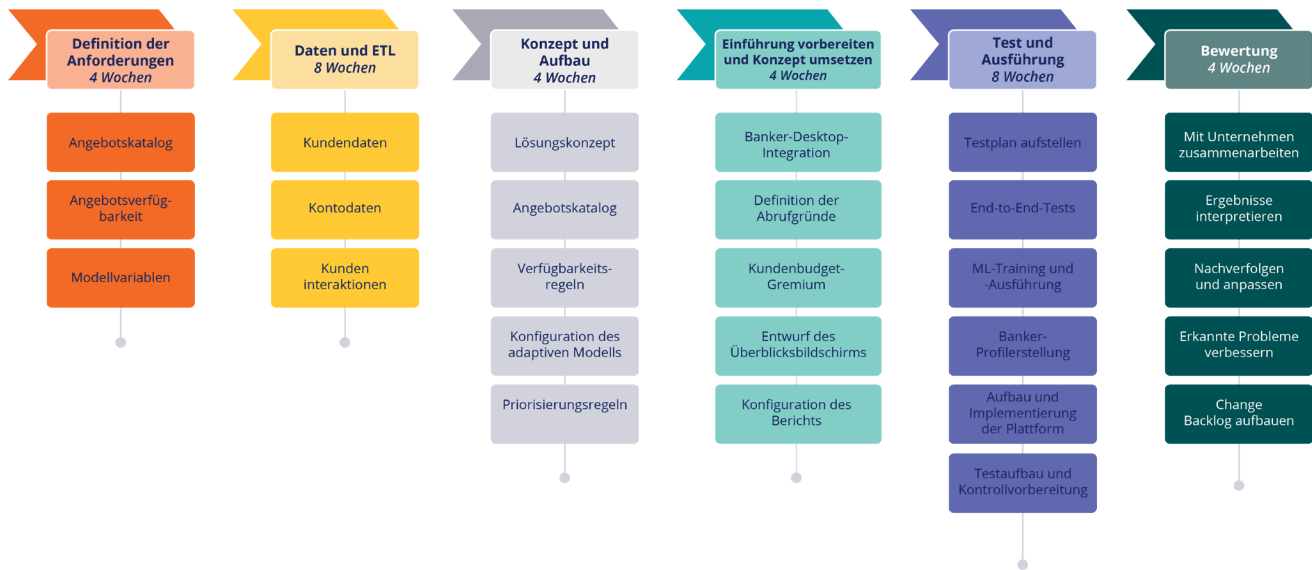 Definition der
Anforderungen
4 Wochen
Angebotskatalog
Angebotsverfüg-
barkeit
Modellvariablen
Daten und ETL
8 Wochen
Kundendaten
Kontodaten
Kunden
interaktionen
Konzept und
Aufbau
4 Wochen
Lösungskonzept
Angebotskatalog
Verfügbarkeits-
regeln
Konfiguration des
adaptiven Modells
Priorisierungsregeln
Einführung vorbereiten
und Konzept umsetzen
4 Wochen
Banker-Desktop-
Integration
Definition der
Abrufgründe
Kundenbudget-
Gremium
Entwurf des
Überblicksbildschirms
Konfiguration des
Berichts
Test und
Ausführung
8 Wochen
Testplan aufstellen
End-to-End-Tests
ML-Training und
-Ausführung
Banker-
Profilerstellung
Aufbau und
Implementierung
der Plattform
Testaufbau und
Kontrollvorbereitung
Bewertung
4 Wochen
Mit Unternehmen
zusammenarbeiten
Ergebnisse
interpretieren
Nachverfolgen
und anpassen
Erkannte Probleme
verbessern
Change
Backlog aufbauen